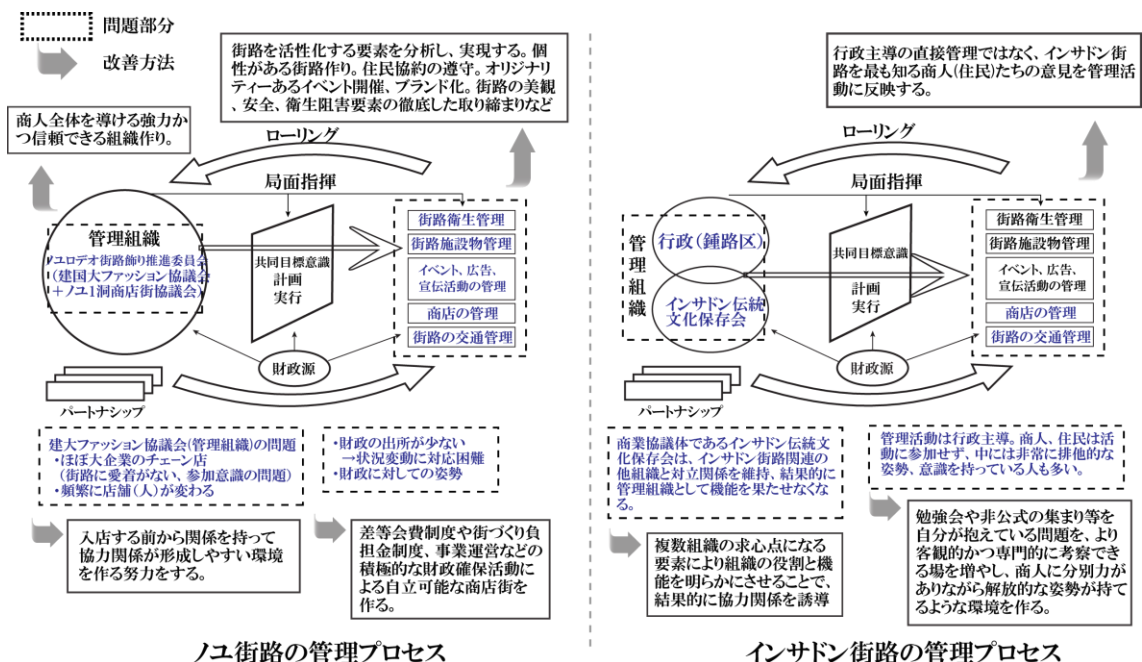 問題部分
改善方法
街路を活性化する要素を分析し、実現する。個
性がある街路作り。住民協約の遵守。オリジナリ
ティーあるイベント開催、ブランド化。街路の美観
、安全、衛生阻害要素の徹底した取り締まりなど
商人全体を導ける強力か
つ信頼できる組織作り。
ローリング
局面指揮
管理組織
ノユロデオ街路飾り推進委員会
(建国大ファッション協議会
+ノユ1洞商店街協議会)
共同目標意識
計画
実行
街路衛生管理
街路施設物管理
イベント、広告、
宣伝活動の管理
商店の管理
街路の交通管理
財政源
パートナシップ
建大ファッション協議会(管理組織)の問題
・ほぼ大企業のチェーン店
(街路に愛着がない、参加意識の問題)
・頻繁に店舗(人)が変わる
・財政の出所が少ない
→状況変動に対応困難
・財政に対しての姿勢
入店する前から関係を持って
協力関係が形成しやすい環境
を作る努力をする。
差等会費制度や街づくり負
担金制度、事業運営などの
積極的な財政確保活動に
よる自立可能な商店街を
作る。
ノユ街路の管理プロセス
行政主導の直接管理ではなく、インサドン街
路を最も知る商人(住民)たちの意見を管理活
動に反映する。
ローリング
局面指揮
管理組織
行政(鍾路区)
インサドン伝統
文化保存会
共同目標意識
計画
実行
街路衛生管理
街路施設物管理
イベント、広告、
宣伝活動の管理
商店の管理
街路の交通管理
財政源
パートナシップ
商業協議体であるインサドン伝統文
化保存会は、インサドン街路関連の
他組織と対立関係を維持、結果的に
管理組織として機能を果たせなくな
る。
管理活動は行政主導。商人、住民は活
動に参加せず、中には非常に排他的な
姿勢、意識を持っている人も多い。
複数組織の求心点になる
要素により組織の役割と機
能を明らかにさせることで、
結果的に協力関係を誘導
勉強会や非公式の集まり等を
自分が抱えている問題を、より
客観的かつ専門的に考察でき
る場を増やし、商人に分別力が
ありながら解放的な姿勢が持て
るような環境を作る。
インサドン街路の管理プロセス